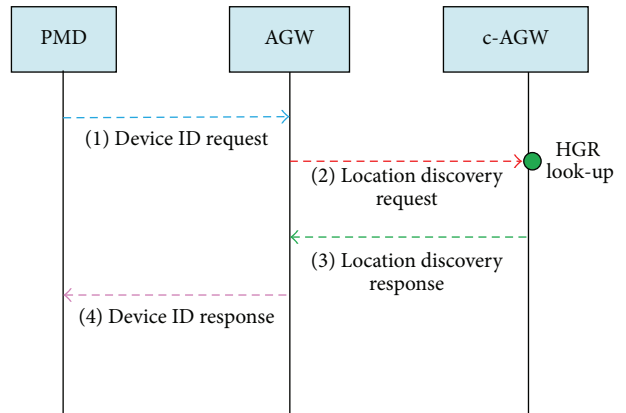 PMD
AGW
c-AGW
(1) Device ID request
(2) Location discovery
request
HGR
look-up
(3) Location discovery
response
(4) Device ID response